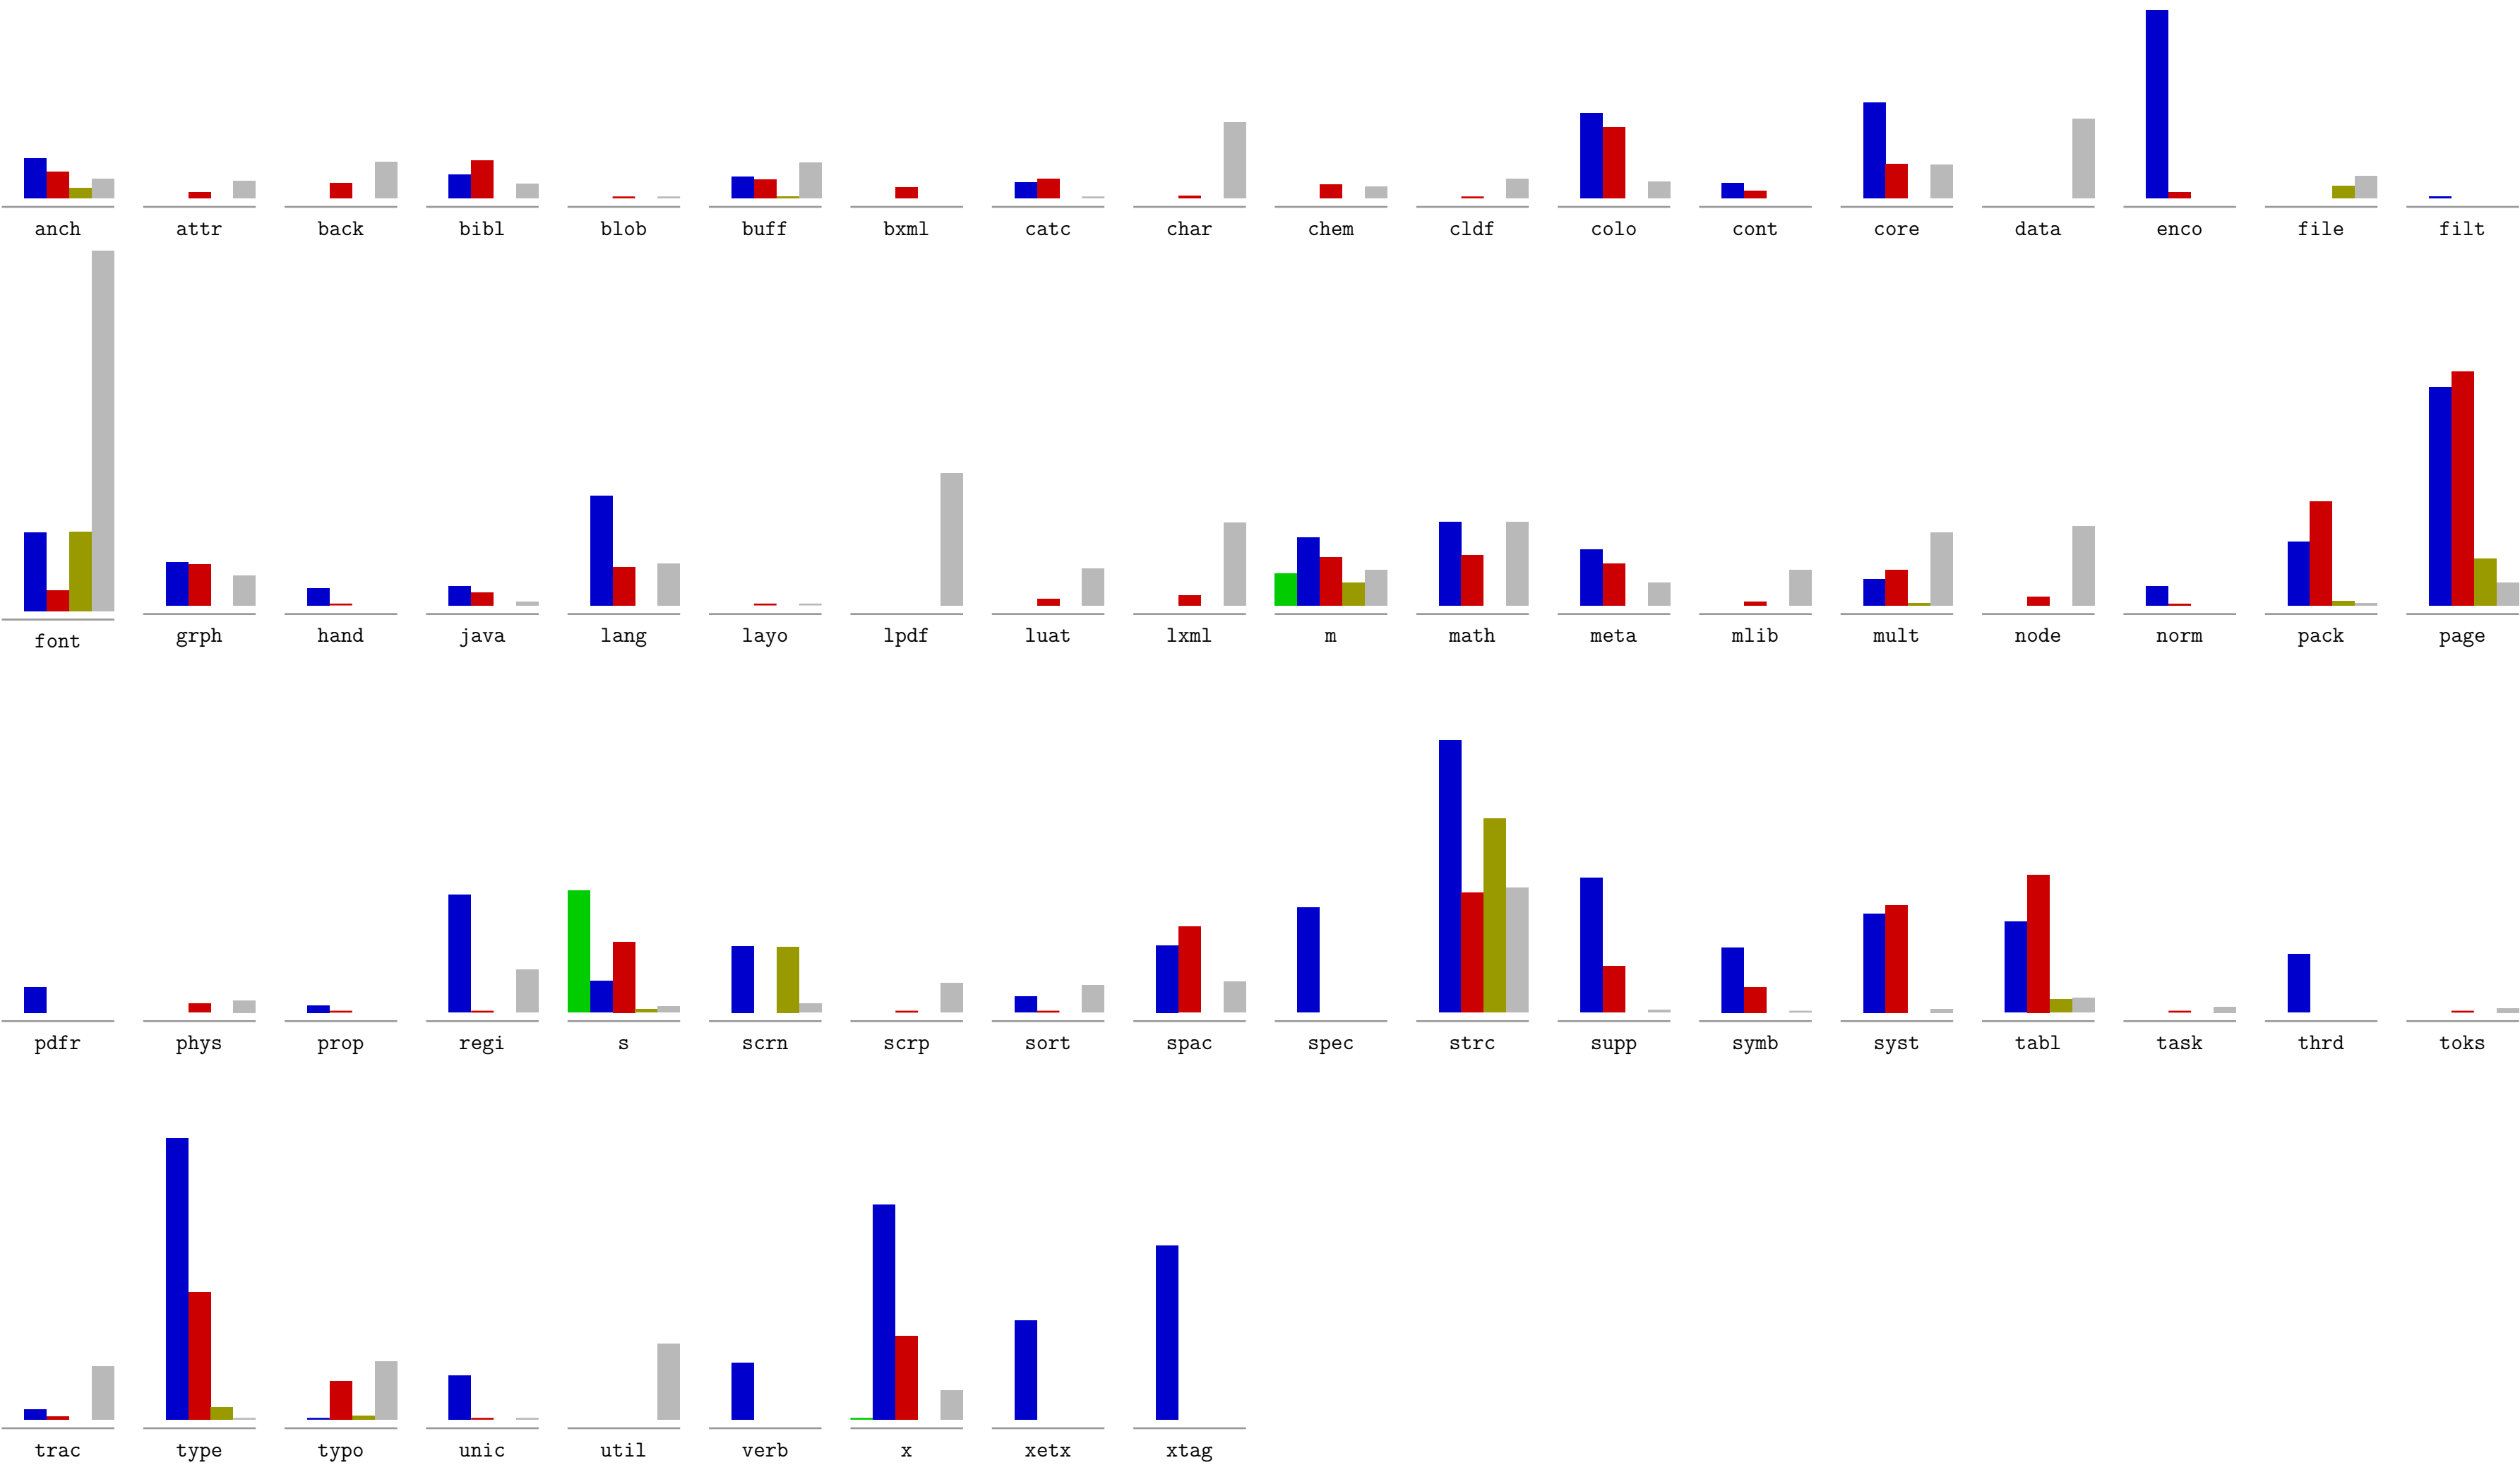 anch attr back bibl blob buff bxml catc char chem cldf colo cont core data enco file filt
font grph hand java lang layo lpdf luat lxml m math meta mlib mult node norm pack page
pdfr phys prop regi s scrn scrp sort spac spec strc supp symb syst tabl task thrd toks
trac type typo unic util verb x xetx xtag